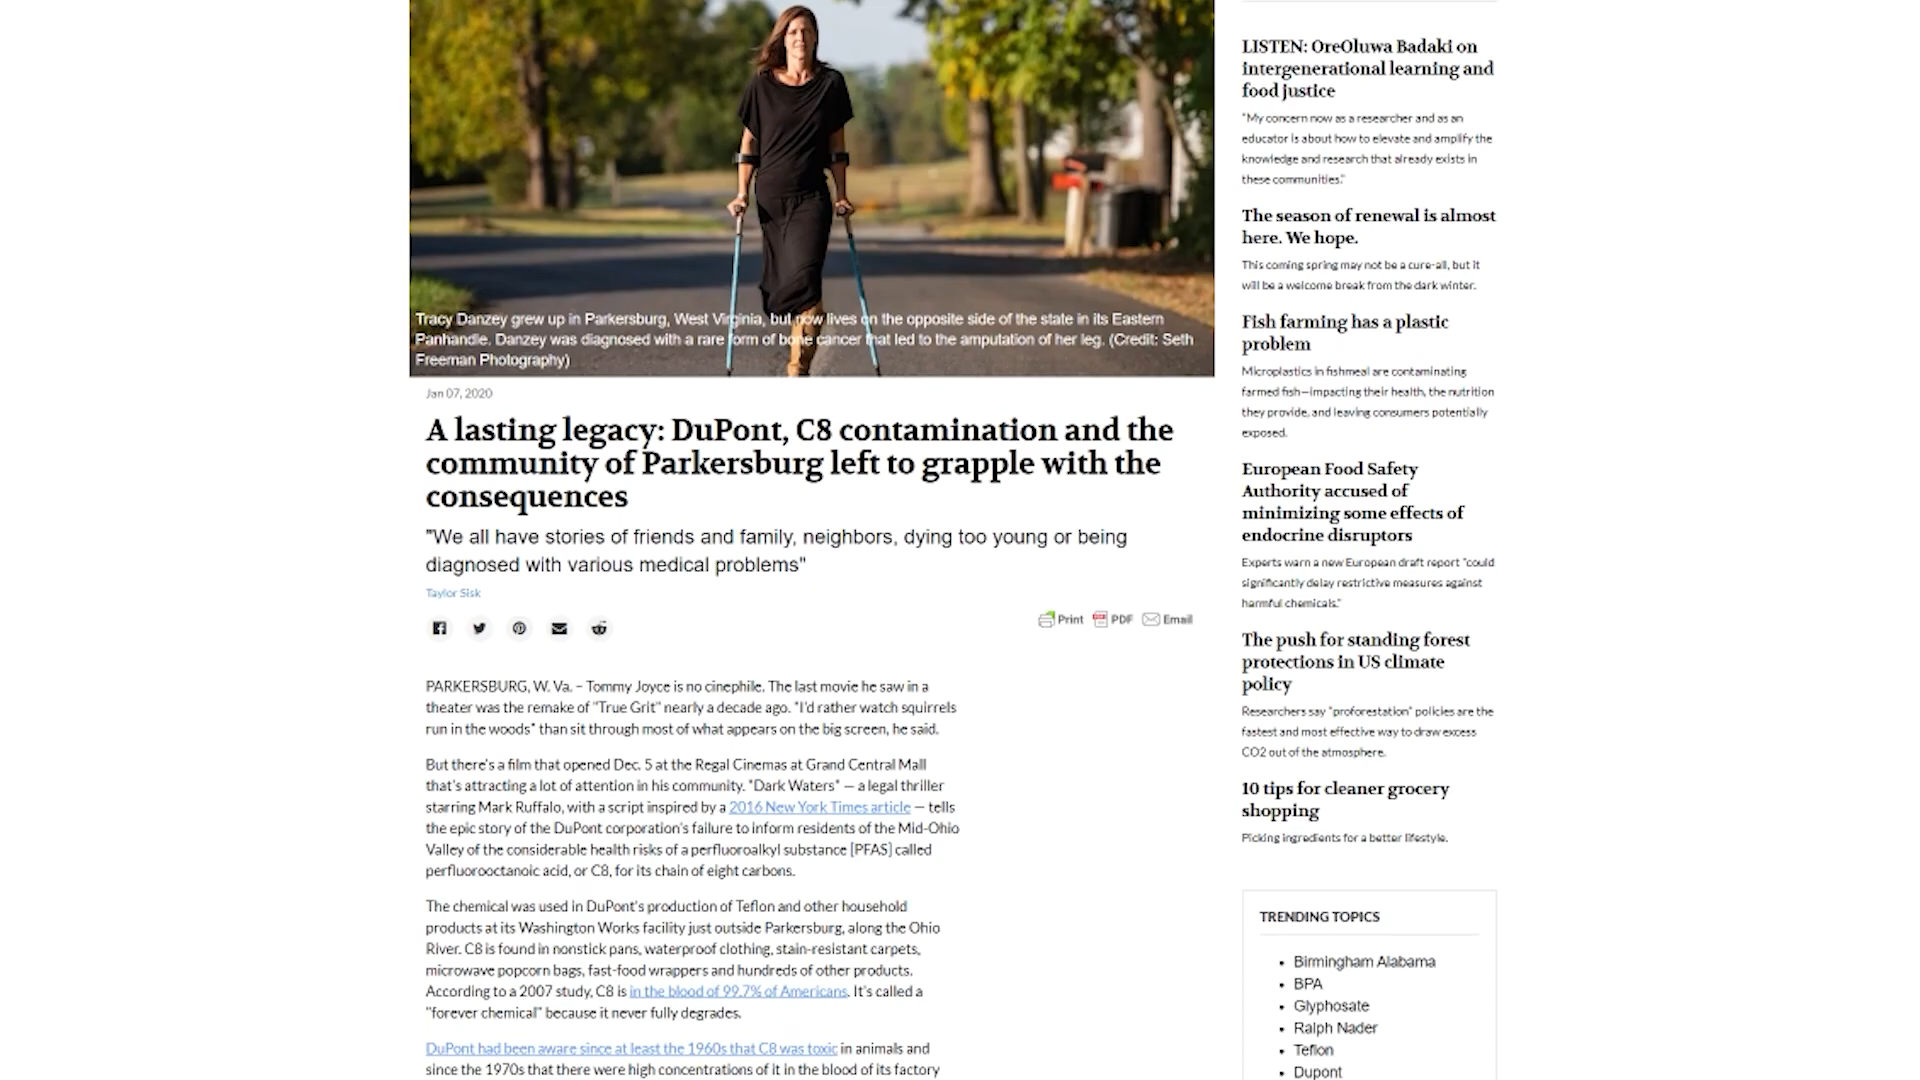 Tracy Danzey grew up in Parkersburg, West Virginia, but now lives on the opposite side of the state in its Eastern
Panhandle. Danzey was diagnosed with a rare form of bone cancer that led to the amputation of her leg. (Credit: Seth
Freeman Photography)
Jan 07, 2020
A lasting legacy: DuPont, C8 contamination and the
community of Parkersburg left to grapple with the
consequences
"We all have stories of friends and family, neighbors, dying too young or being
diagnosed with various medical problems"
Taylor Sisk
Print PDF Email
PARKERSBURG, W. Va. – Tommy Joyce is no cinephile. The last movie he saw in a
theater was the remake of "True Grit" nearly a decade ago. "I'd rather watch squirrels
run in the woods" than sit through most of what appears on the big screen, he said.
But there's a film that opened Dec. 5 at the Regal Cinemas at Grand Central Mall
that's attracting a lot of attention in his community. "Dark Waters" — a legal thriller
starring Mark Ruffalo, with a script inspired by a 2016 New York Times article — tells
the epic story of the DuPont corporation's failure to inform residents of the Mid-Ohio
Valley of the considerable health risks of a perfluoroalkyl substance [PFAS] called
perfluorooctanoic acid, or C8, for its chain of eight carbons.
The chemical was used in DuPont's production of Teflon and other household
products at its Washington Works facility just outside Parkersburg, along the Ohio
River. C8 is found in nonstick pans, waterproof clothing, stain-resistant carpets,
microwave popcorn bags, fast-food wrappers and hundreds of other products.
According to a 2007 study, C8 is in the blood of 99.7% of Americans. It's called a
"forever chemical" because it never fully degrades.
DuPont had been aware since at least the 1960s that C8 was toxic in animals and
since the 1970s that there were high concentrations of it in the blood of its factory
LISTEN: OreOluwa Badaki on
intergenerational learning and
food justice
"My concern now as a researcher and as an
educator is about how to elevate and amplify the
knowledge and research that already exists in
these communities."
The season of renewal is almost
here. We hope.
This coming spring may not be a cure-all, but it
will be a welcome break from the dark winter.
Fish farming has a plastic
problem
Microplastics in fishmeal are contaminating
farmed fish—impacting their health, the nutrition
they provide, and leaving consumers potentially
exposed.
European Food Safety
Authority accused of
minimizing some effects of
endocrine disruptors
Experts warn a new European draft report "could
significantly delay restrictive measures against
harmful chemicals."
The push for standing forest
protections in US climate
policy
Researchers say "proforestation" policies are the
fastest and most effective way to draw excess
CO2 out of the atmosphere.
10 tips for cleaner grocery
shopping
Picking ingredients for a better lifestyle.
TRENDING TOPICS
• Birmingham Alabama
• BPA
• Glyphosate
• Ralph Nader
• Teflon
• Dupont